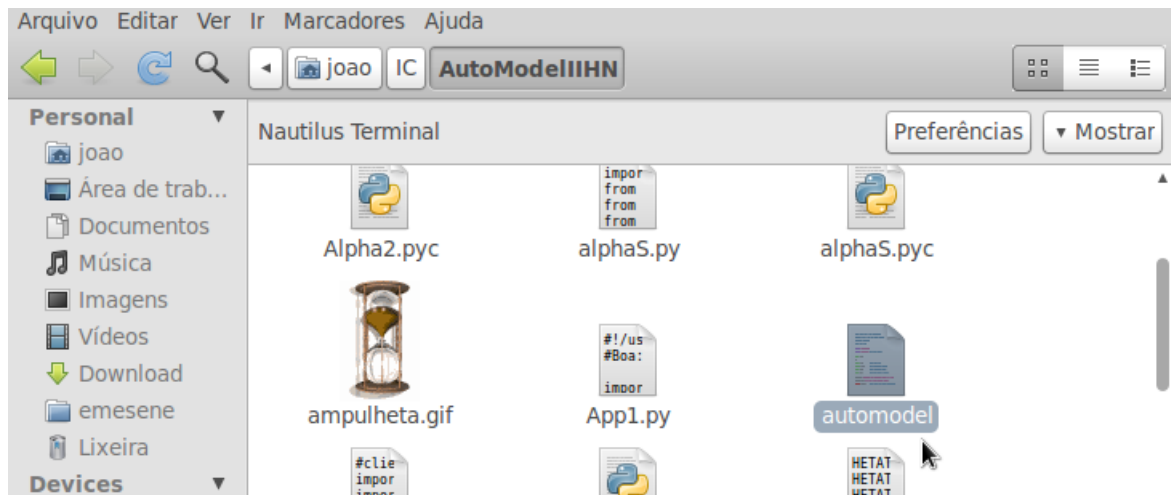 Arquivo Editar Ver Ir Marcadores Ajuda
joao IC AutoModelIIHN
Personal
joao
Área de trab...
Documentos
Música
Imagens
Vídeos
Download
emesene
Lixeira
Devices
Nautilus Terminal Preferências Mostrar
impor
from
from
from
Alpha2.pyc alphaS.py alphaS.pyc
#!/us
#Boa:
impor
ampulheta.gif App1.py automodel
#clie
impor
impor
HETAT
HETAT
HETAT